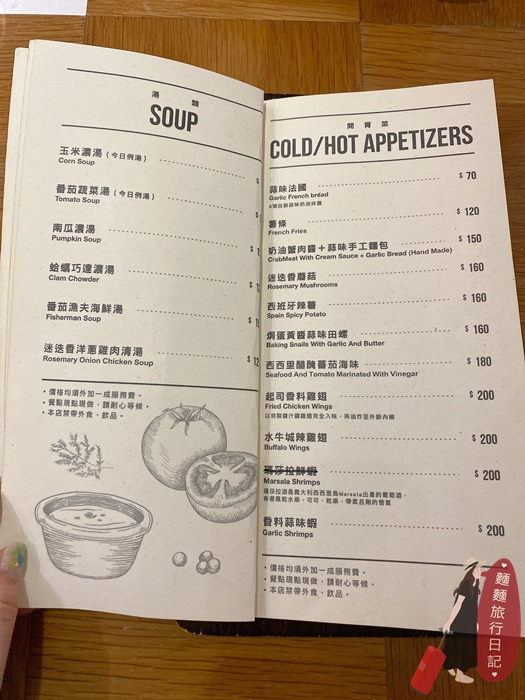 湯 類
SOUP
玉米濃湯(今日例湯)
Corn Soup
$
番茄蔬菜湯(今日例湯)
Tomato Soup
$
南瓜濃湯
Pumpkin Soup
$ 1
蛤蠣巧達濃湯
Clam Chowder
$
番茄漁夫海鮮湯
Fisherman Soup
$ 1
迷迭香洋蔥雞肉清湯
Rosemary Onion Chicken Soup
$ 12
・價格均須外加一成服務費。
・餐點現點現做,請耐心等候。
・本店禁帶外食、飲品。
開 胃 菜
COLD/HOT APPETIZERS
蒜味法國 $ 70
Garlic French bread
薯條 $ 120
French Fries
奶油蟹肉醬+蒜味手工麵包 $ 150
CrabMeat With Cream Sauce + Garlic Bread (Hand Made)
迷迭香蘑菇 $ 160
Rosemary Mushrooms
西班牙辣薯 $ 160
Spain Spicy Potato
焗蛋黃醬蒜味田螺 $ 160
Baking Snails With Garlic And Butter
西西里醋醃蕃茄海味 $ 180
Seafood And Tomato Marinated With Vinegar
起司香料雞翅 $ 200
Fried Chicken Wings
水牛城辣雞翅 $ 200
Buffalo Wings
瑪莎拉鮮蝦 $ 200
Marsala Shrimps
香料蒜味蝦 $ 200
Garlic Shrimps
・價格均須外加一成服務費。
・餐點現點現做,請耐心等候。
・本店禁帶外食、飲品。
麵麵旅行日記